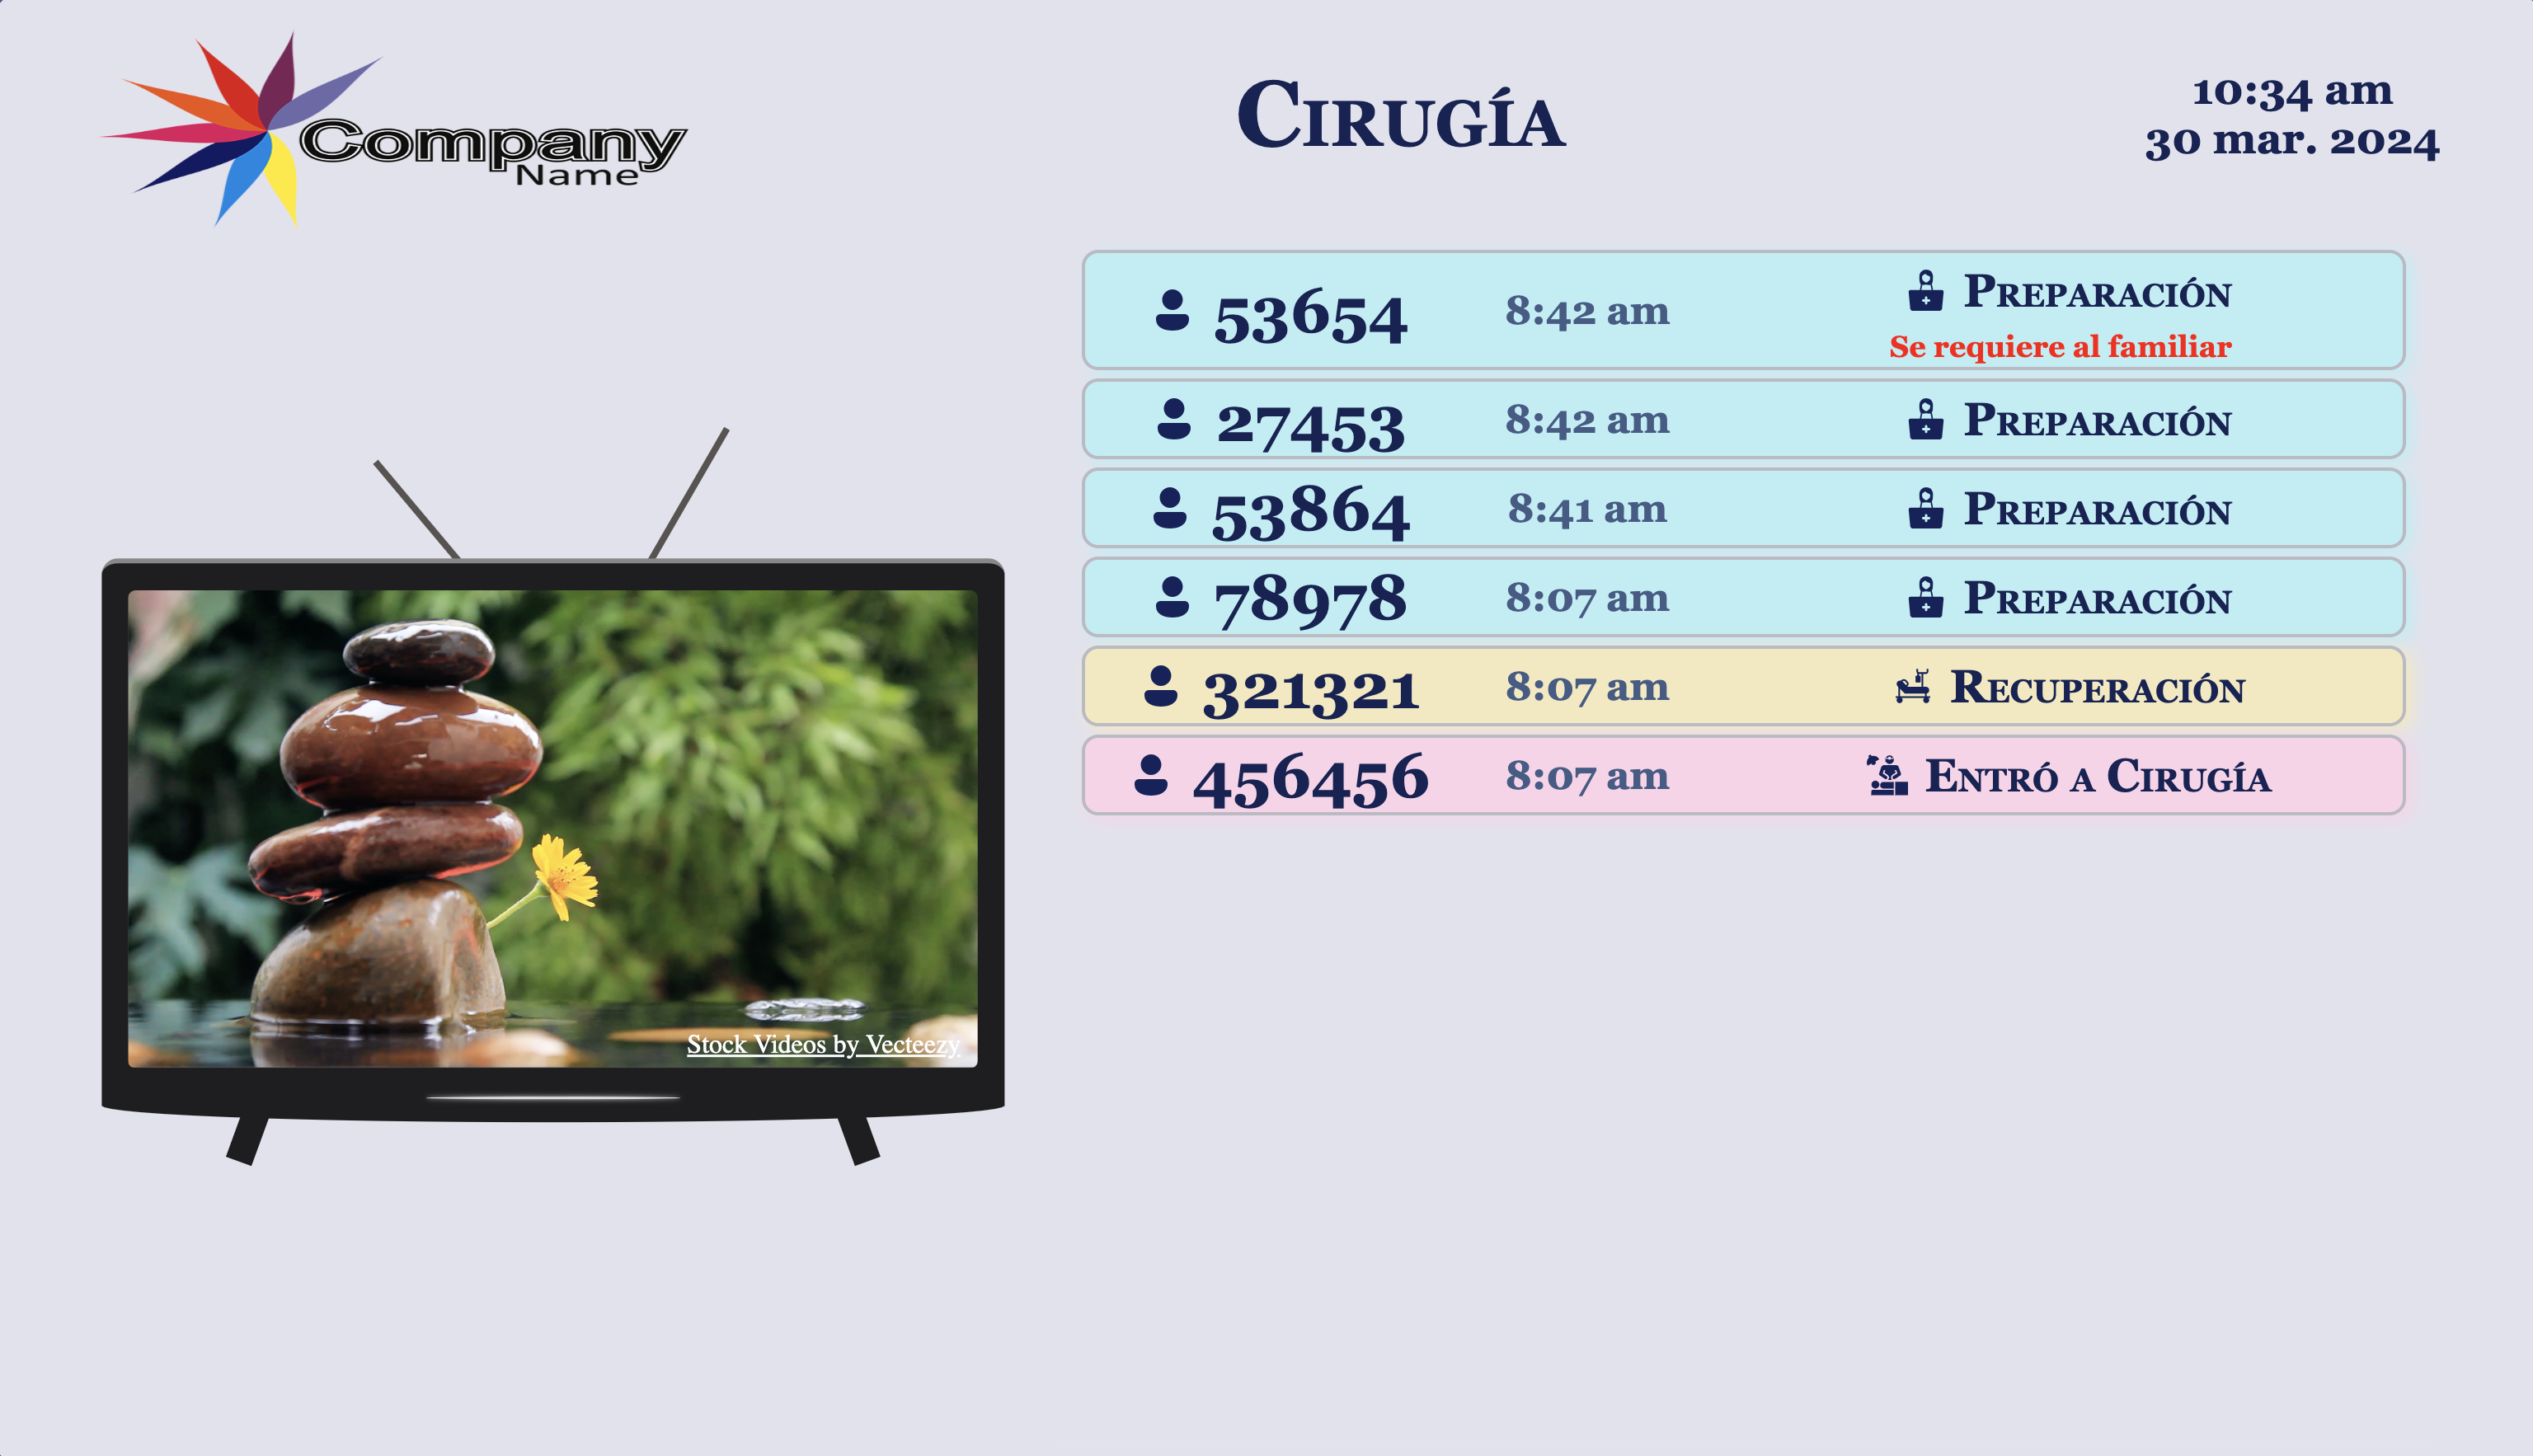 Company
Name
Cirugía
10:34 am
30 mar. 2024
53654 8:42 am Preparación
Se requiere al familiar
27453 8:42 am Preparación
53864 8:41 am Preparación
78978 8:07 am Preparación
321321 8:07 am Recuperación
456456 8:07 am Entró a Cirugía
Stock Videos by Vecteezy